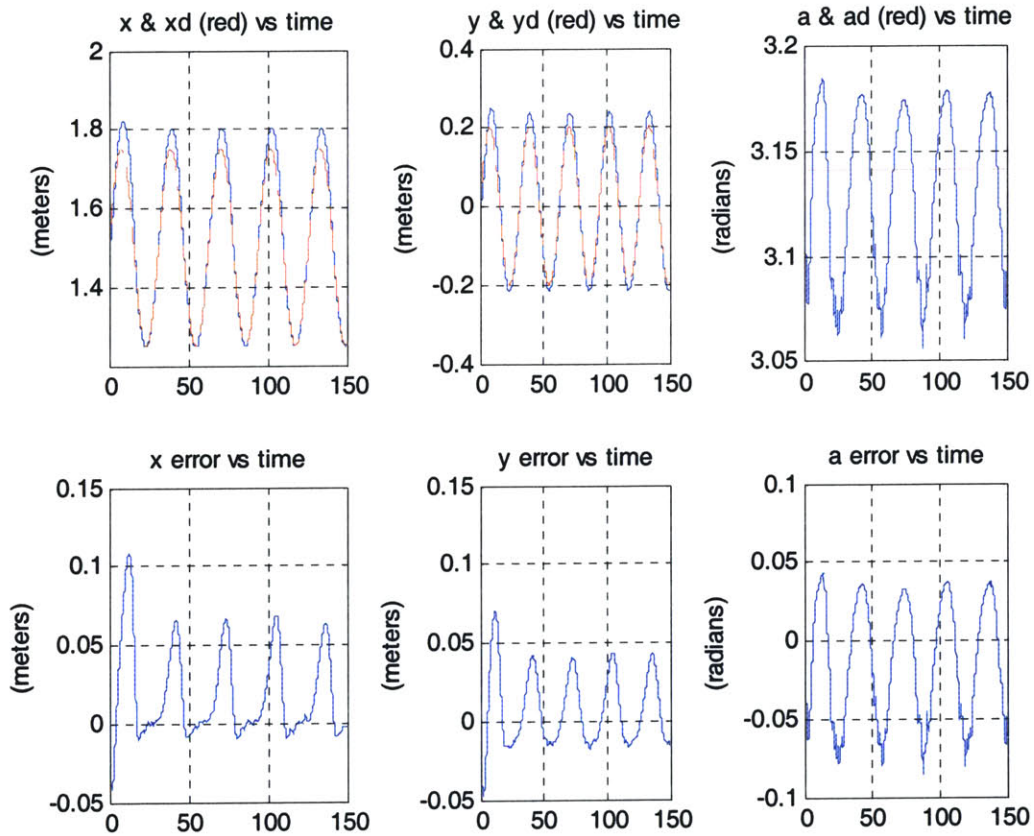 x & xd (red) vs time
2
1.8
1.6
1.4
(meters)
0 50 100 150
y & yd (red) vs time
0.4
0.2
0
-0.2
-0.4
(meters)
0 50 100 150
a & ad (red) vs time
3.2
3.15
3.1
3.05
(radians)
0 50 100 150
x error vs time
0.15
0.1
0.05
0
-0.05
(meters)
0 50 100 150
y error vs time
0.15
0.1
0.05
0
-0.05
(meters)
0 50 100 150
a error vs time
0.1
0.05
0
-0.05
-0.1
(radians)
0 50 100 150